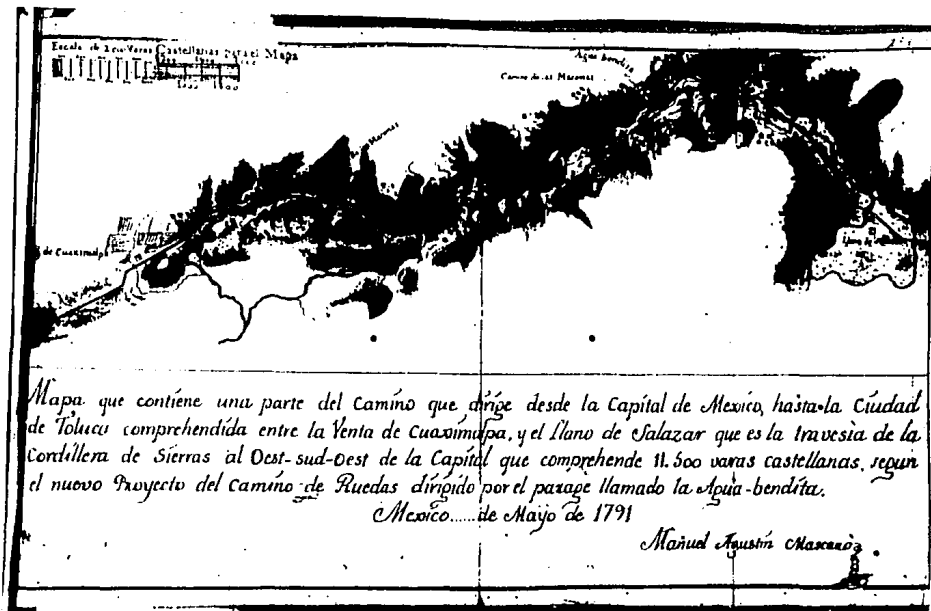 Escala de Varas Castellanas para el Mapa
Agua bendita
Camino de las Maromas
Maromas
de Cuaximalpa
Llano de
Mapa que contiene una parte del Camino que dirige desde la Capital de Mexico, hasta la Ciudad
de Toluca comprehendida entre la Venta de Cuaximalpa, y el Llano de Salazar que es la travesia de la
Cordillera de Sierras al Oest-sud-oest de la Capital que comprehende 11.500 varas castellanas, segun
el nuevo Proyecto del Camino de Ruedas dirigido por el parage llamado la Agua-bendita.
Mexico......de Mayo de 1791
Manuel Agustin Mascaró